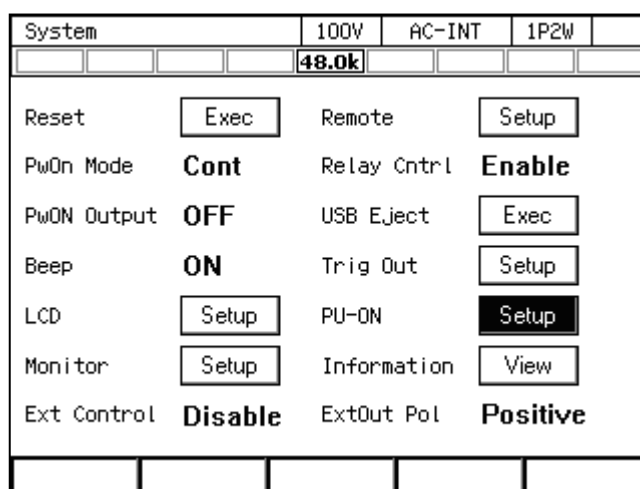 System 100V AC-INT 1P2W
48.0k
Reset Exec Remote Setup
PwOn Mode Cont Relay Cntrl Enable
PwON Output OFF USB Eject Exec
Beep ON Trig Out Setup
LCD Setup PU-ON Setup
Monitor Setup Information View
Ext Control Disable ExtOut Pol Positive